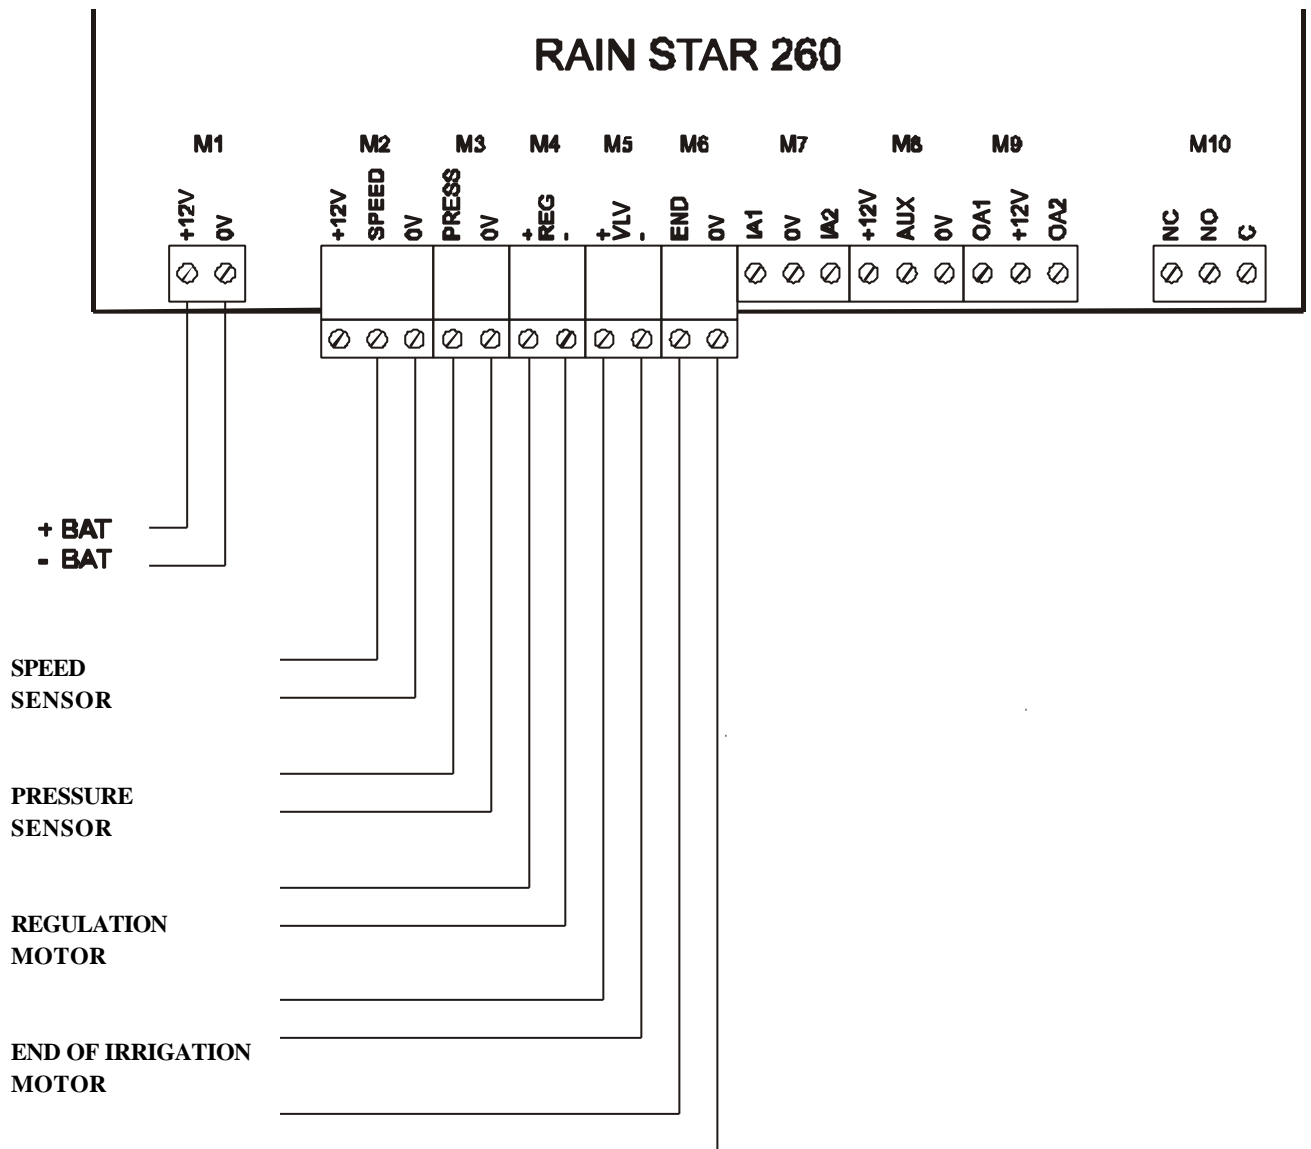 RAIN STAR 260
M1 M2 M3 M4 M5 M6 M7 M8 M9 M10
+12V 0V +12V SPEED 0V PRESS 0V + REG - + VLV - END 0V IA1 0V IA2 +12V AUX 0V OA1 +12V OA2 NC NO C
+ BAT
- BAT
SPEED
SENSOR
PRESSURE
SENSOR
REGULATION
MOTOR
END OF IRRIGATION
MOTOR